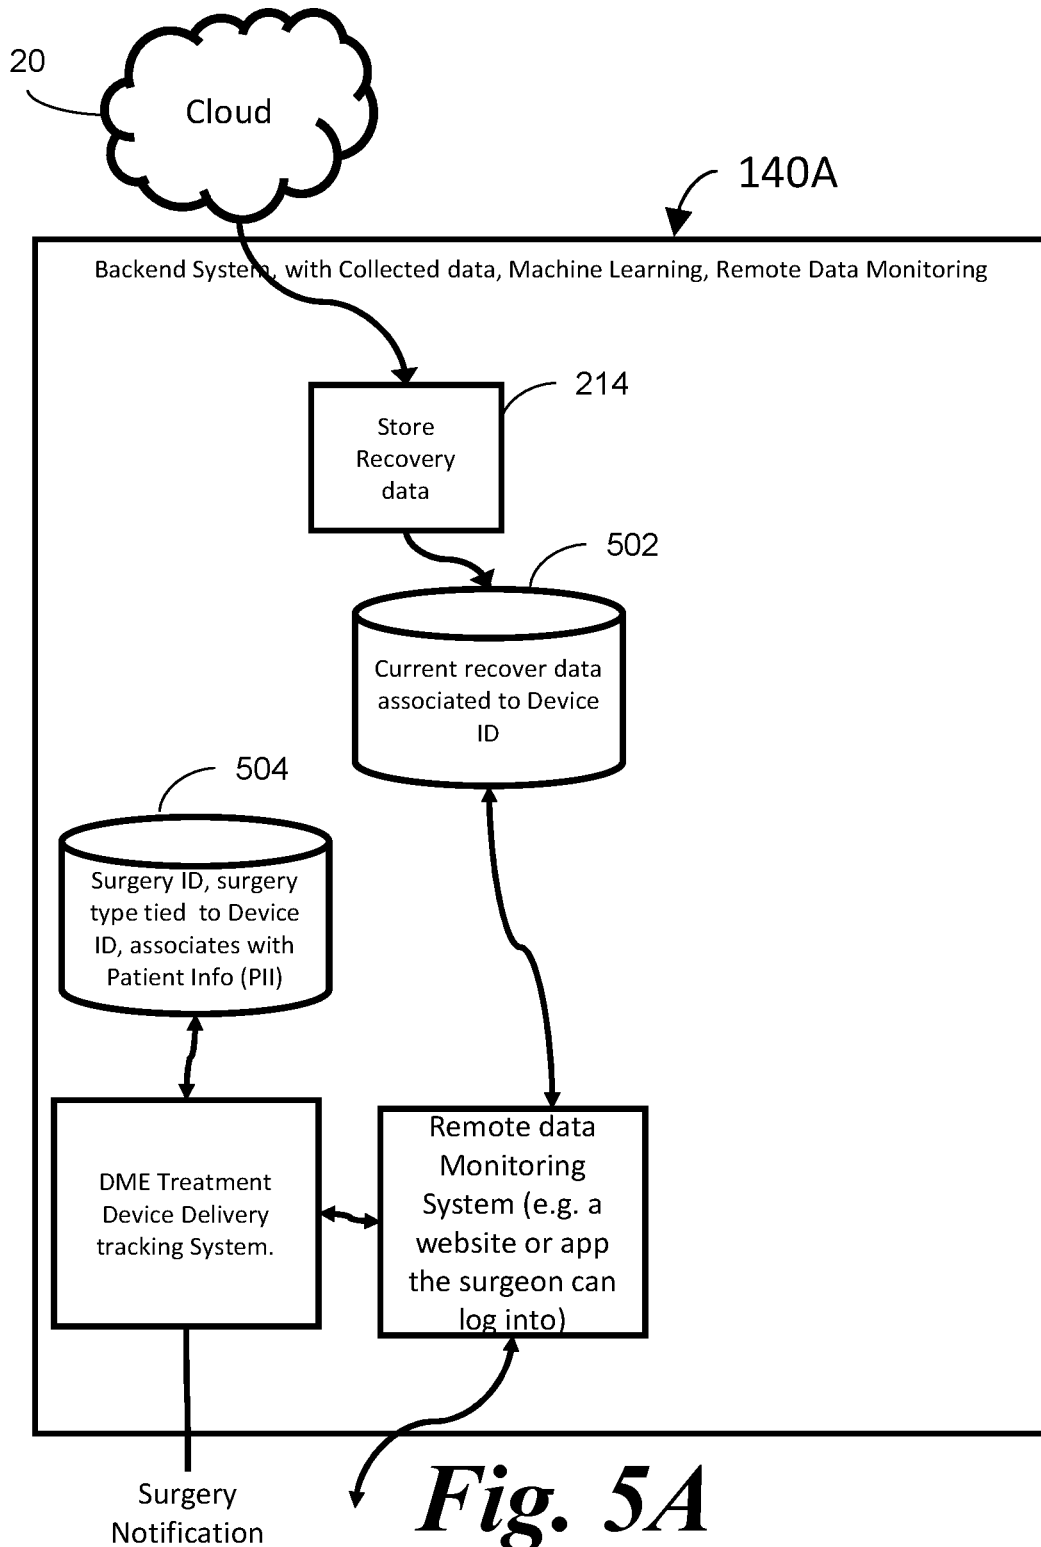 20
Cloud
140A
Backend System, with Collected data, Machine Learning, Remote Data Monitoring
214
Store
Recovery
data
502
Current recover data
associated to Device
ID
504
Surgery ID, surgery
type tied to Device
ID, associates with
Patient Info (PII)
DME Treatment
Device Delivery
tracking System.
Remote data
Monitoring
System (e.g. a
website or app
the surgeon can
log into)
Surgery
Notification
Fig. 5A